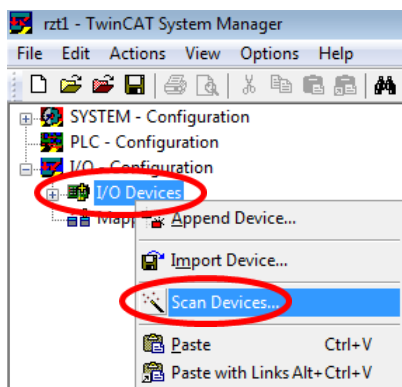 rzt1 - TwinCAT System Manager
File Edit Actions View Options Help
SYSTEM - Configuration
PLC - Configuration
I/O - Configuration
I/O Devices
Mapp
Append Device...
Import Device...
Scan Devices...
Paste Ctrl+V
Paste with Links Alt+Ctrl+V